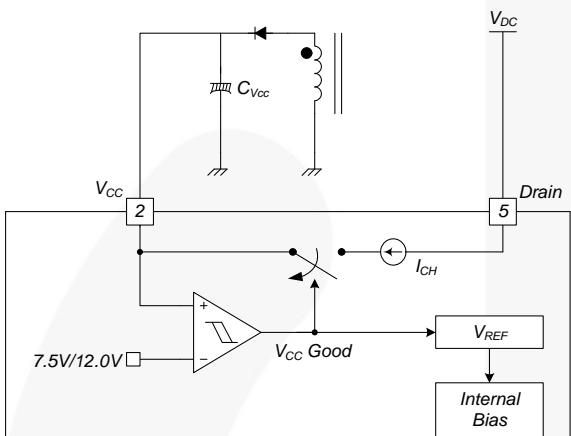 V_DC
C_Vcc
V_CC
Drain
2
5
I_CH
+
7.5V/12.0V
−
V_CC Good
V_REF
Internal
Bias